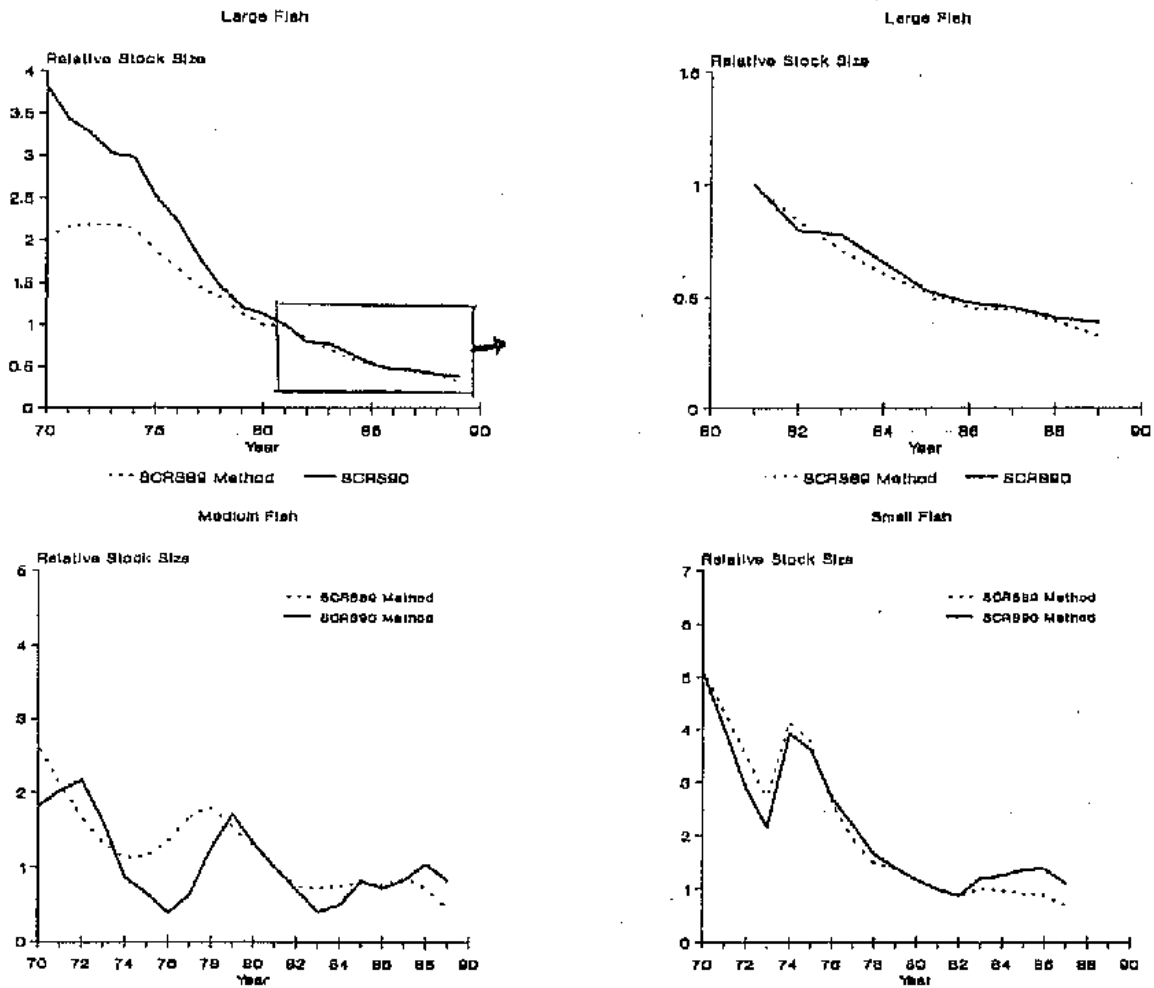 Large Fish
Relative Stock Size
4
3.5
3
2.5
2
1.5
1
0.5
0
70 75 80 85 90
Year
SCRS89 Method SCRS90
Large Fish
Relative Stock Size
1.5
1
0.5
0
80 82 84 86 88 90
Year
SCRS89 Method SCRS90
Medium Fish
Relative Stock Size
5
4
3
2
1
0
SCRS89 Method
SCRS90 Method
70 72 74 76 78 80 82 84 86 88 90
Year
Small Fish
Relative Stock Size
7
6
5
4
3
2
1
0
SCRS89 Method
SCRS90 Method
70 72 74 76 78 80 82 84 86 88 90
Year